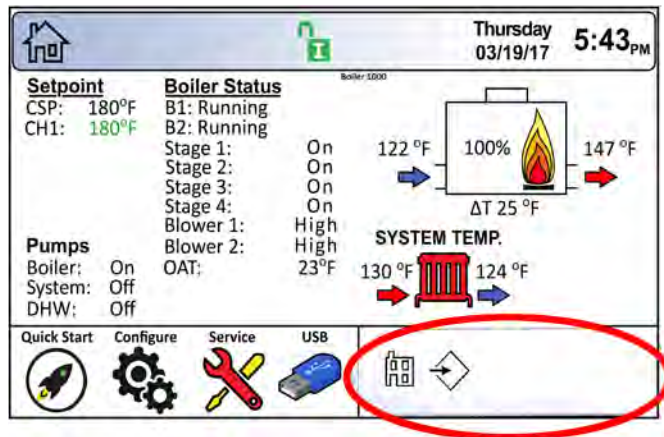 Thursday
03/19/17
5:43PM
Boiler 1000
Setpoint
CSP: 180°F
CH1: 180°F
Boiler Status
B1: Running
B2: Running
Stage 1: On
Stage 2: On
Stage 3: On
Stage 4: On
Blower 1: High
Blower 2: High
OAT: 23°F
Pumps
Boiler: On
System: Off
DHW: Off
122 °F
100%
147 °F
ΔT 25 °F
SYSTEM TEMP.
130 °F
124 °F
Quick Start
Configure
Service
USB